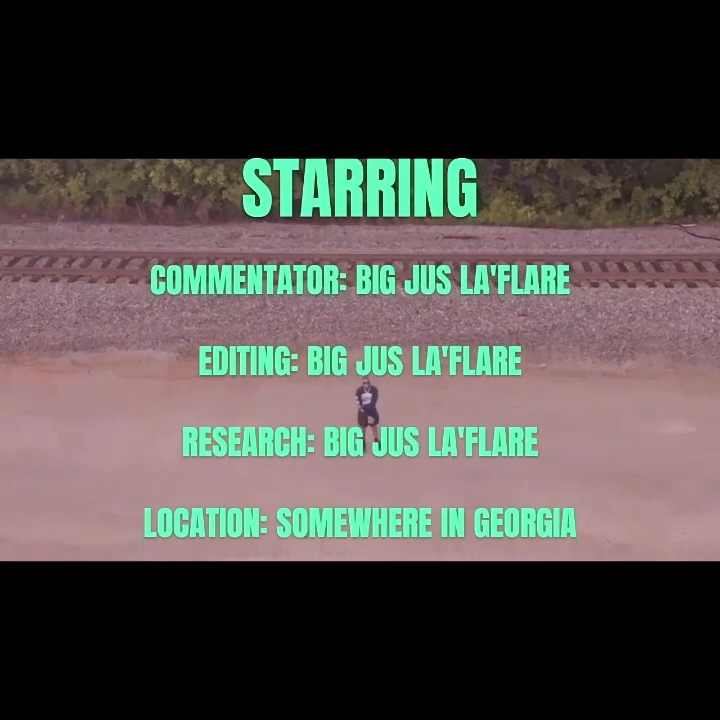 STARRING
COMMENTATOR: BIG JUS LA'FLARE
EDITING: BIG JUS LA'FLARE
RESEARCH: BIG JUS LA'FLARE
LOCATION: SOMEWHERE IN GEORGIA